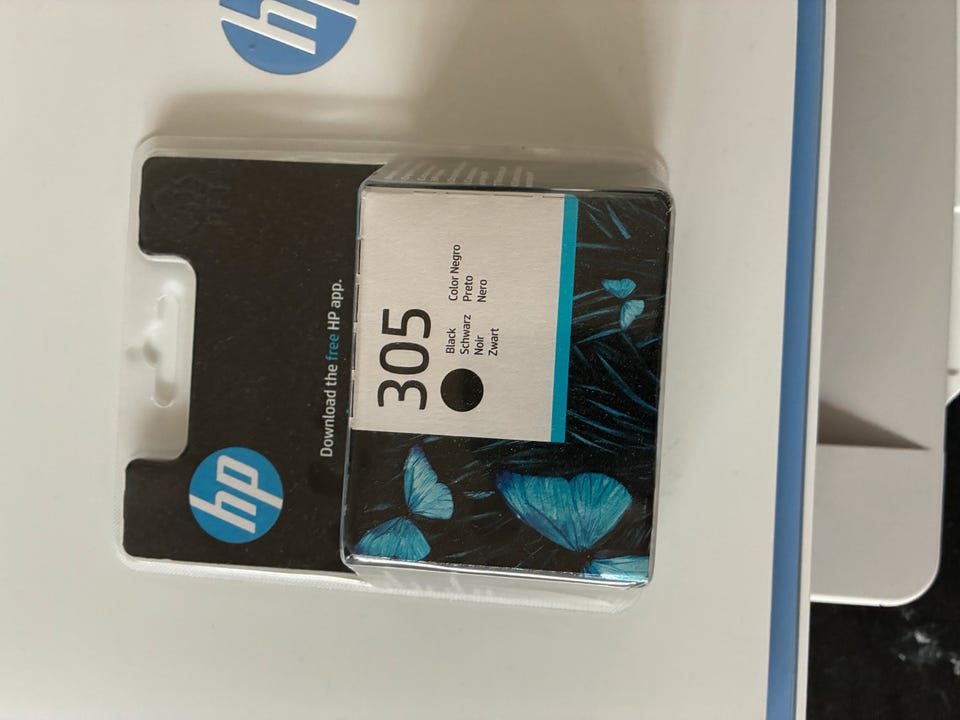 hp
hp
Download the free HP app.
305
Black
Schwarz
Noir
Zwart
Color Negro
Preto
Nero